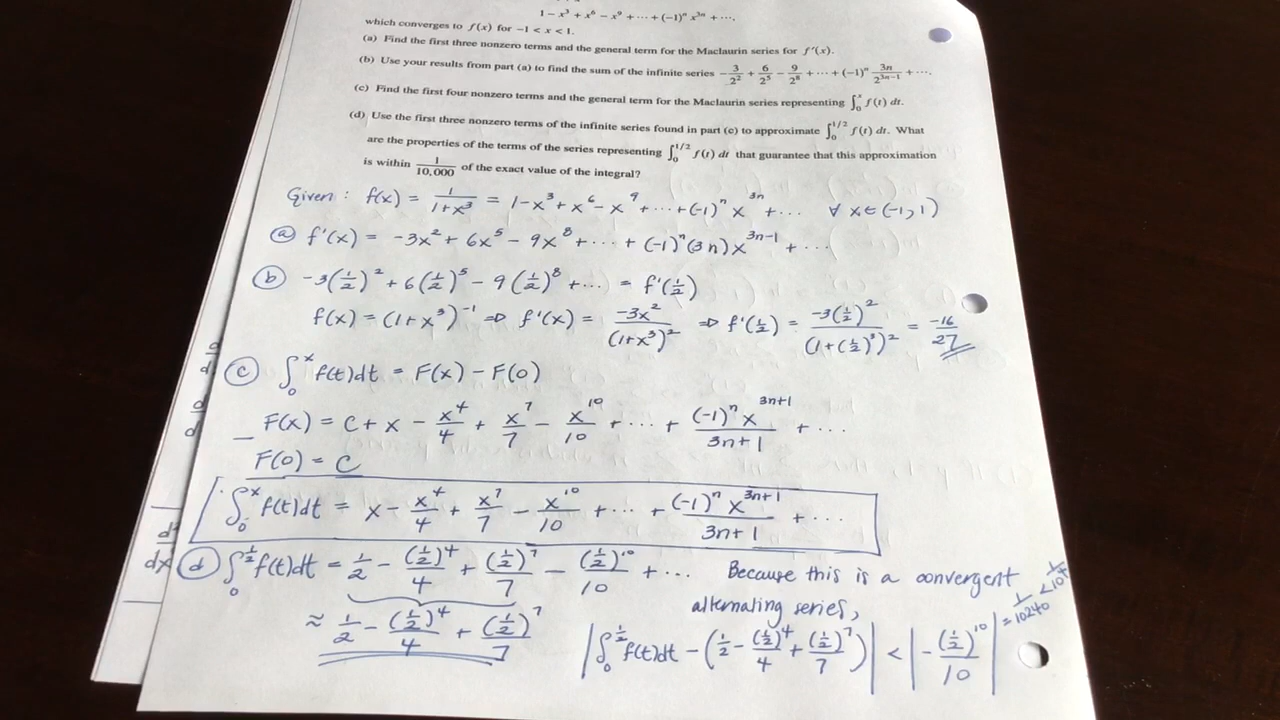 1 − x³ + x⁶ − x⁹ + ··· + (−1)ⁿ x³ⁿ + ···,
which converges to f(x) for −1 < x < 1.
(a) Find the first three nonzero terms and the general term for the Maclaurin series for f′(x).
(b) Use your results from part (a) to find the sum of the infinite series −3/2² + 6/2⁵ − 9/2⁸ + ··· + (−1)ⁿ 3n/2³ⁿ⁻¹ + ···.
(c) Find the first four nonzero terms and the general term for the Maclaurin series representing ∫₀ˣ f(t) dt.
(d) Use the first three nonzero terms of the infinite series found in part (c) to approximate ∫₀^(1/2) f(t) dt. What
are the properties of the terms of the series representing ∫₀^(1/2) f(t) dt that guarantee that this approximation
is within 1/10,000 of the exact value of the integral?
Given : f(x) = 1/(1+x³) = 1−x³+x⁶−x⁹+···+(−1)ⁿ x³ⁿ +··· ∀ x∈(−1,1)
(a) f'(x) = −3x² + 6x⁵ − 9x⁸ +··· + (−1)ⁿ(3n)x³ⁿ⁻¹ + ···
(b) −3(1/2)² + 6(1/2)⁵ − 9(1/2)⁸ +··· = f'(1/2)
f(x) = (1+x³)⁻¹ ⇒ f'(x) = −3x²/(1+x³)² ⇒ f'(1/2) = −3(1/2)²/(1+(1/2)³)² = −16/27
(c) ∫₀ˣ f(t)dt = F(x) − F(0)
F(x) = C + x − x⁴/4 + x⁷/7 − x¹⁰/10 + ··· + (−1)ⁿ x³ⁿ⁺¹/(3n+1) + ···
− F(0) = C
∫₀ˣ f(t)dt = x − x⁴/4 + x⁷/7 − x¹⁰/10 + ··· + (−1)ⁿ x³ⁿ⁺¹/(3n+1) + ···
(d) ∫₀^(1/2) f(t)dt = 1/2 − (1/2)⁴/4 + (1/2)⁷/7 − (1/2)¹⁰/10 + ··· Because this is a convergent
alternating series,
≈ 1/2 − (1/2)⁴/4 + (1/2)⁷/7
|∫₀^(1/2) f(t)dt − (1/2 − (1/2)⁴/4 + (1/2)⁷/7)| < |−(1/2)¹⁰/10| = 1/10240 < 1/10⁴